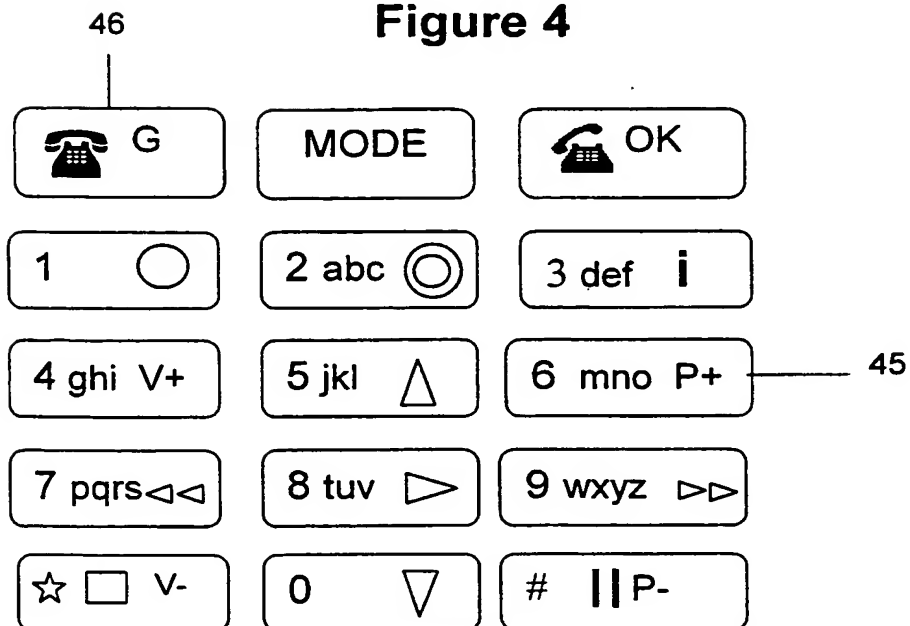 46
Figure 4
G MODE OK
1 2 abc 3 def i
4 ghi V+ 5 jkl 6 mno P+ 45
7 pqrs 8 tuv 9 wxyz
V- 0 # P-